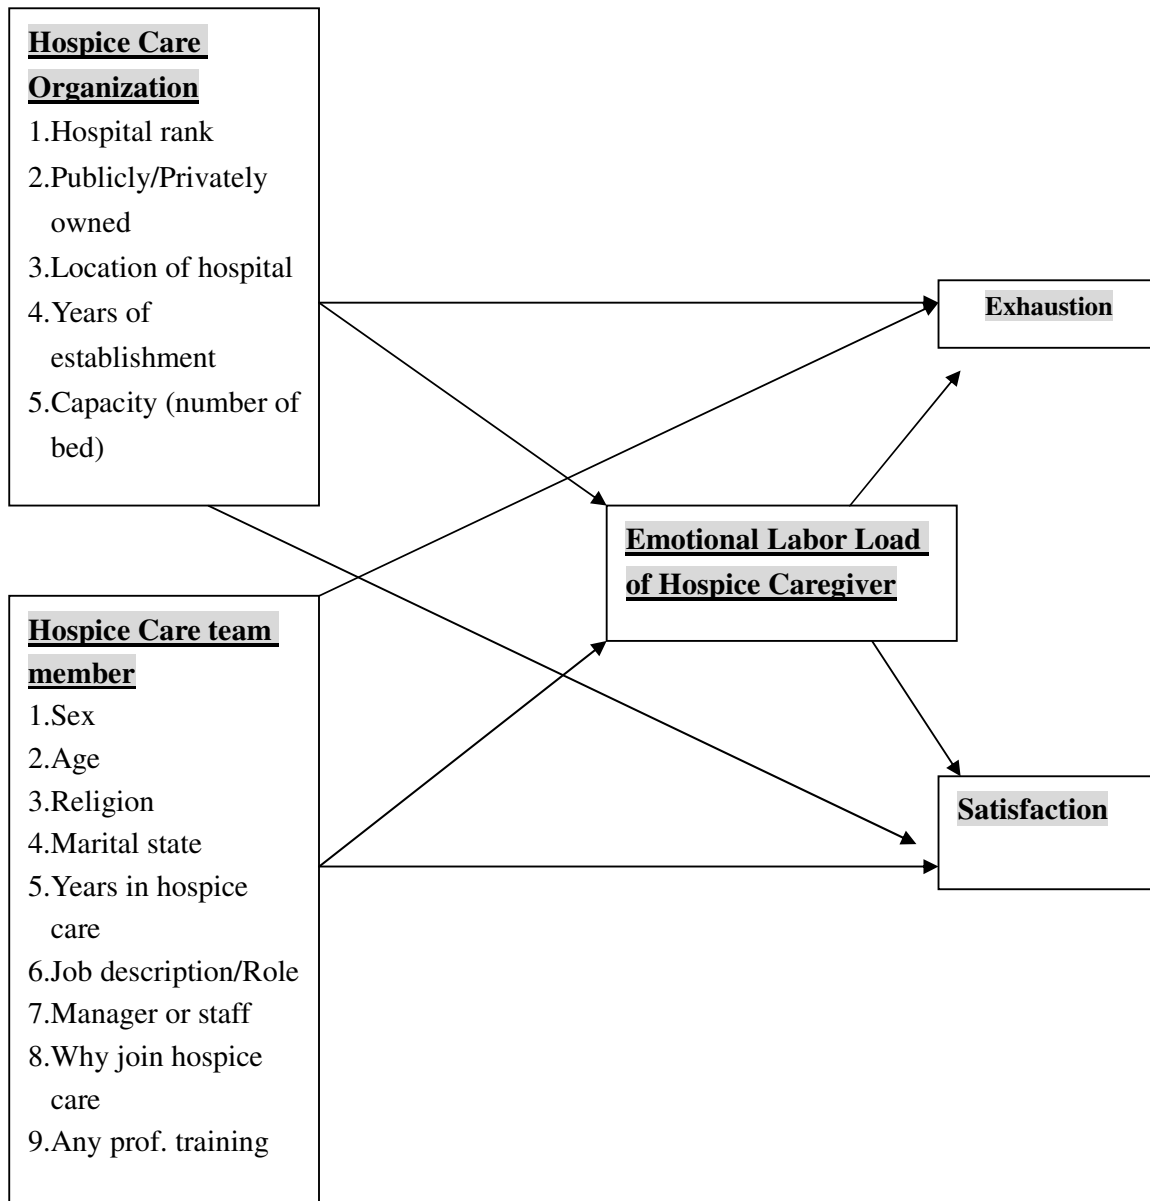 Hospice Care
Organization
1.Hospital rank
2.Publicly/Privately
owned
3.Location of hospital
4.Years of
establishment
5.Capacity (number of
bed)
Exhaustion
Emotional Labor Load
of Hospice Caregiver
Hospice Care team
member
1.Sex
2.Age
3.Religion
4.Marital state
5.Years in hospice
care
6.Job description/Role
7.Manager or staff
8.Why join hospice
care
9.Any prof. training
Satisfaction